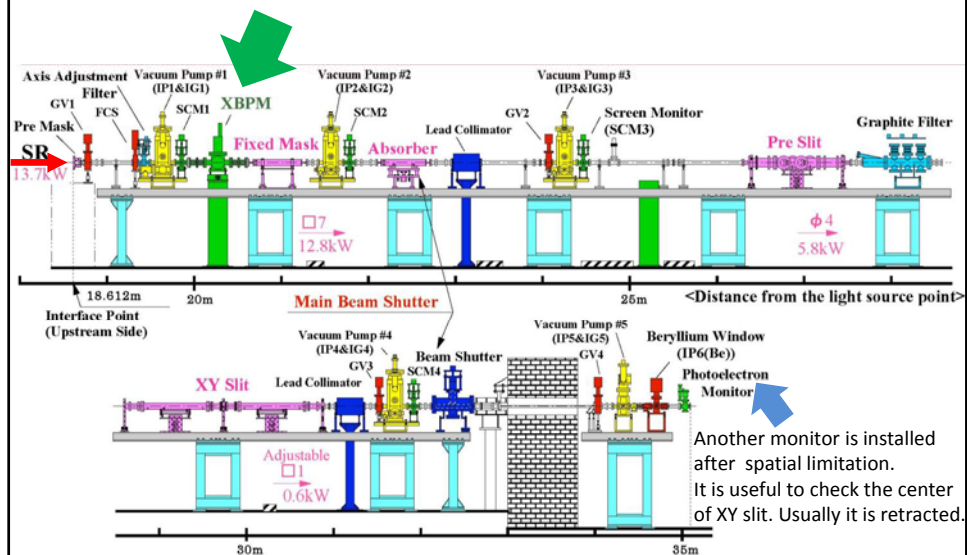 Axis Adjustment
Filter
GV1
FCS
Pre Mask
SR
13.7kW
Vacuum Pump #1
(IP1&IG1)
SCM1
XBPM
Fixed Mask
Vacuum Pump #2
(IP2&IG2)
SCM2
Absorber
Lead Collimator
Vacuum Pump #3
(IP3&IG3)
GV2
Screen Monitor
(SCM3)
Pre Slit
Graphite Filter
□7
12.8kW
ϕ4
5.8kW
18.612m
20m
25m
<Distance from the light source point>
Interface Point
(Upstream Side)
Main Beam Shutter
XY Slit
Lead Collimator
Vacuum Pump #4
(IP4&IG4)
GV3
SCM4
Beam Shutter
Vacuum Pump #5
(IP5&IG5)
GV4
Beryllium Window
(IP6(Be))
Photoelectron
Monitor
Adjustable
□1
0.6kW
30m
35m
Another monitor is installed
after spatial limitation.
It is useful to check the center
of XY slit. Usually it is retracted.